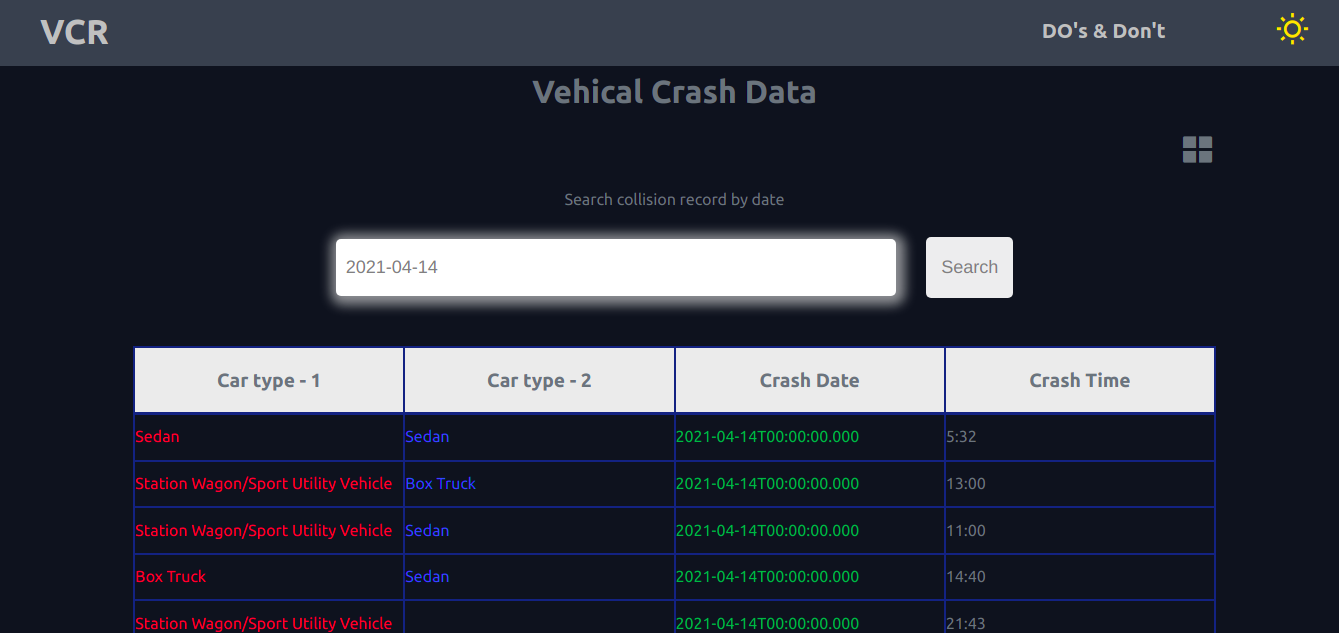 VCR DO's & Don't
Vehical Crash Data
Search collision record by date
2021-04-14 Search
Car type - 1 Car type - 2 Crash Date Crash Time
Sedan Sedan 2021-04-14T00:00:00.000 5:32
Station Wagon/Sport Utility Vehicle Box Truck 2021-04-14T00:00:00.000 13:00
Station Wagon/Sport Utility Vehicle Sedan 2021-04-14T00:00:00.000 11:00
Box Truck Sedan 2021-04-14T00:00:00.000 14:40
Station Wagon/Sport Utility Vehicle 2021-04-14T00:00:00.000 21:43